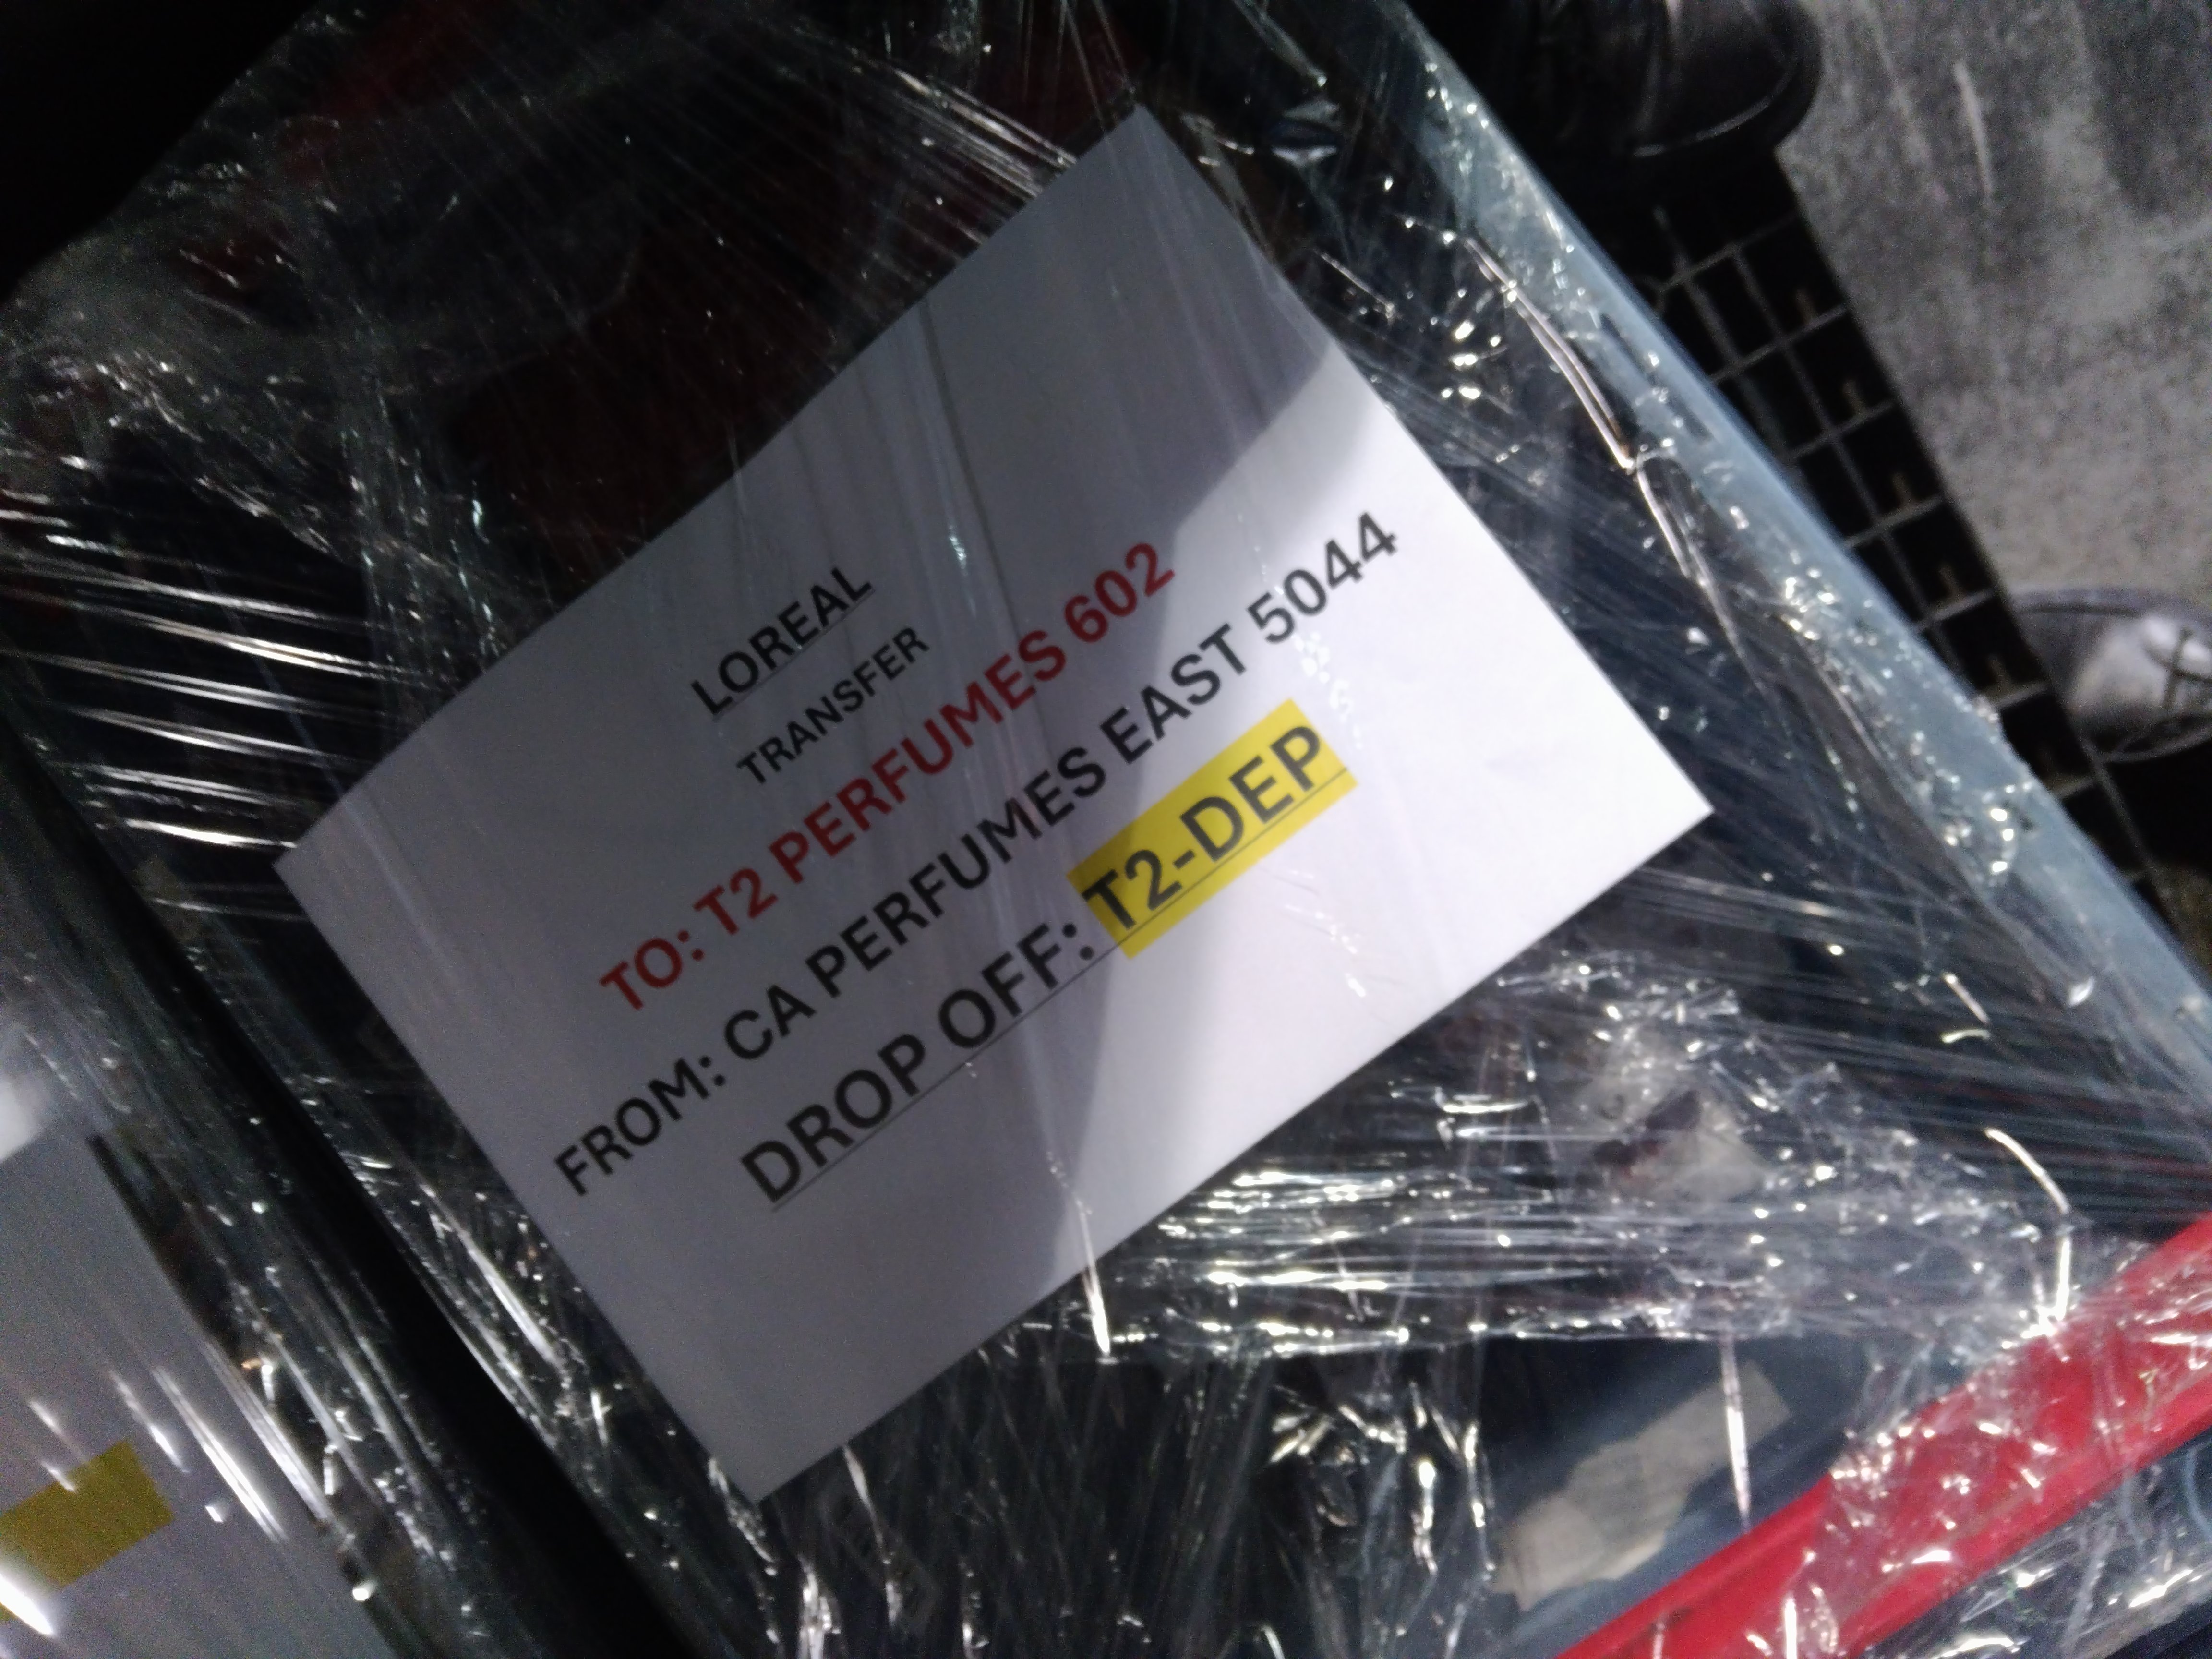 LOREAL
TRANSFER
TO: T2 PERFUMES 602
FROM: CA PERFUMES EAST 5044
DROP OFF: T2-DEP